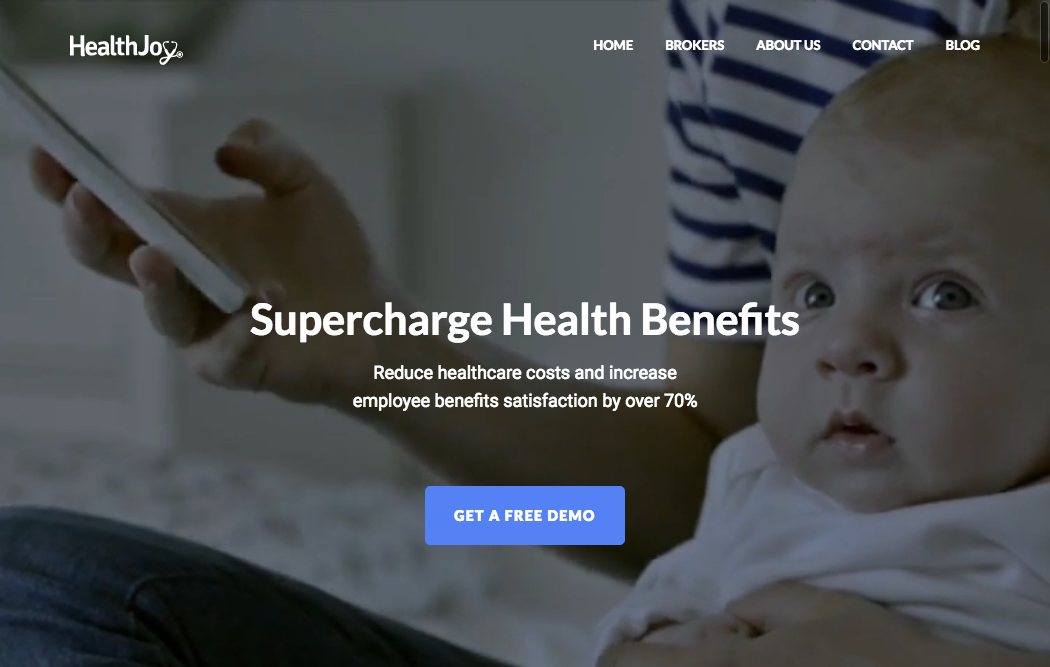 HealthJoy
HOME BROKERS ABOUT US CONTACT BLOG
Supercharge Health Benefits
Reduce healthcare costs and increase
employee benefits satisfaction by over 70%
GET A FREE DEMO